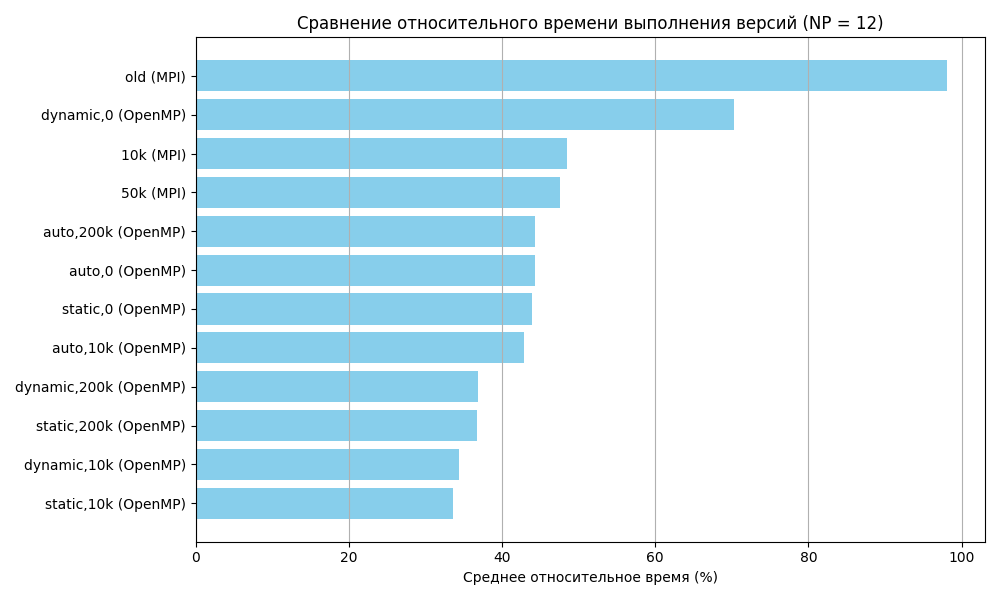 Сравнение относительного времени выполнения версий (NP = 12)
old (MPI)
dynamic,0 (OpenMP)
10k (MPI)
50k (MPI)
auto,200k (OpenMP)
auto,0 (OpenMP)
static,0 (OpenMP)
auto,10k (OpenMP)
dynamic,200k (OpenMP)
static,200k (OpenMP)
dynamic,10k (OpenMP)
static,10k (OpenMP)
0 20 40 60 80 100
Среднее относительное время (%)